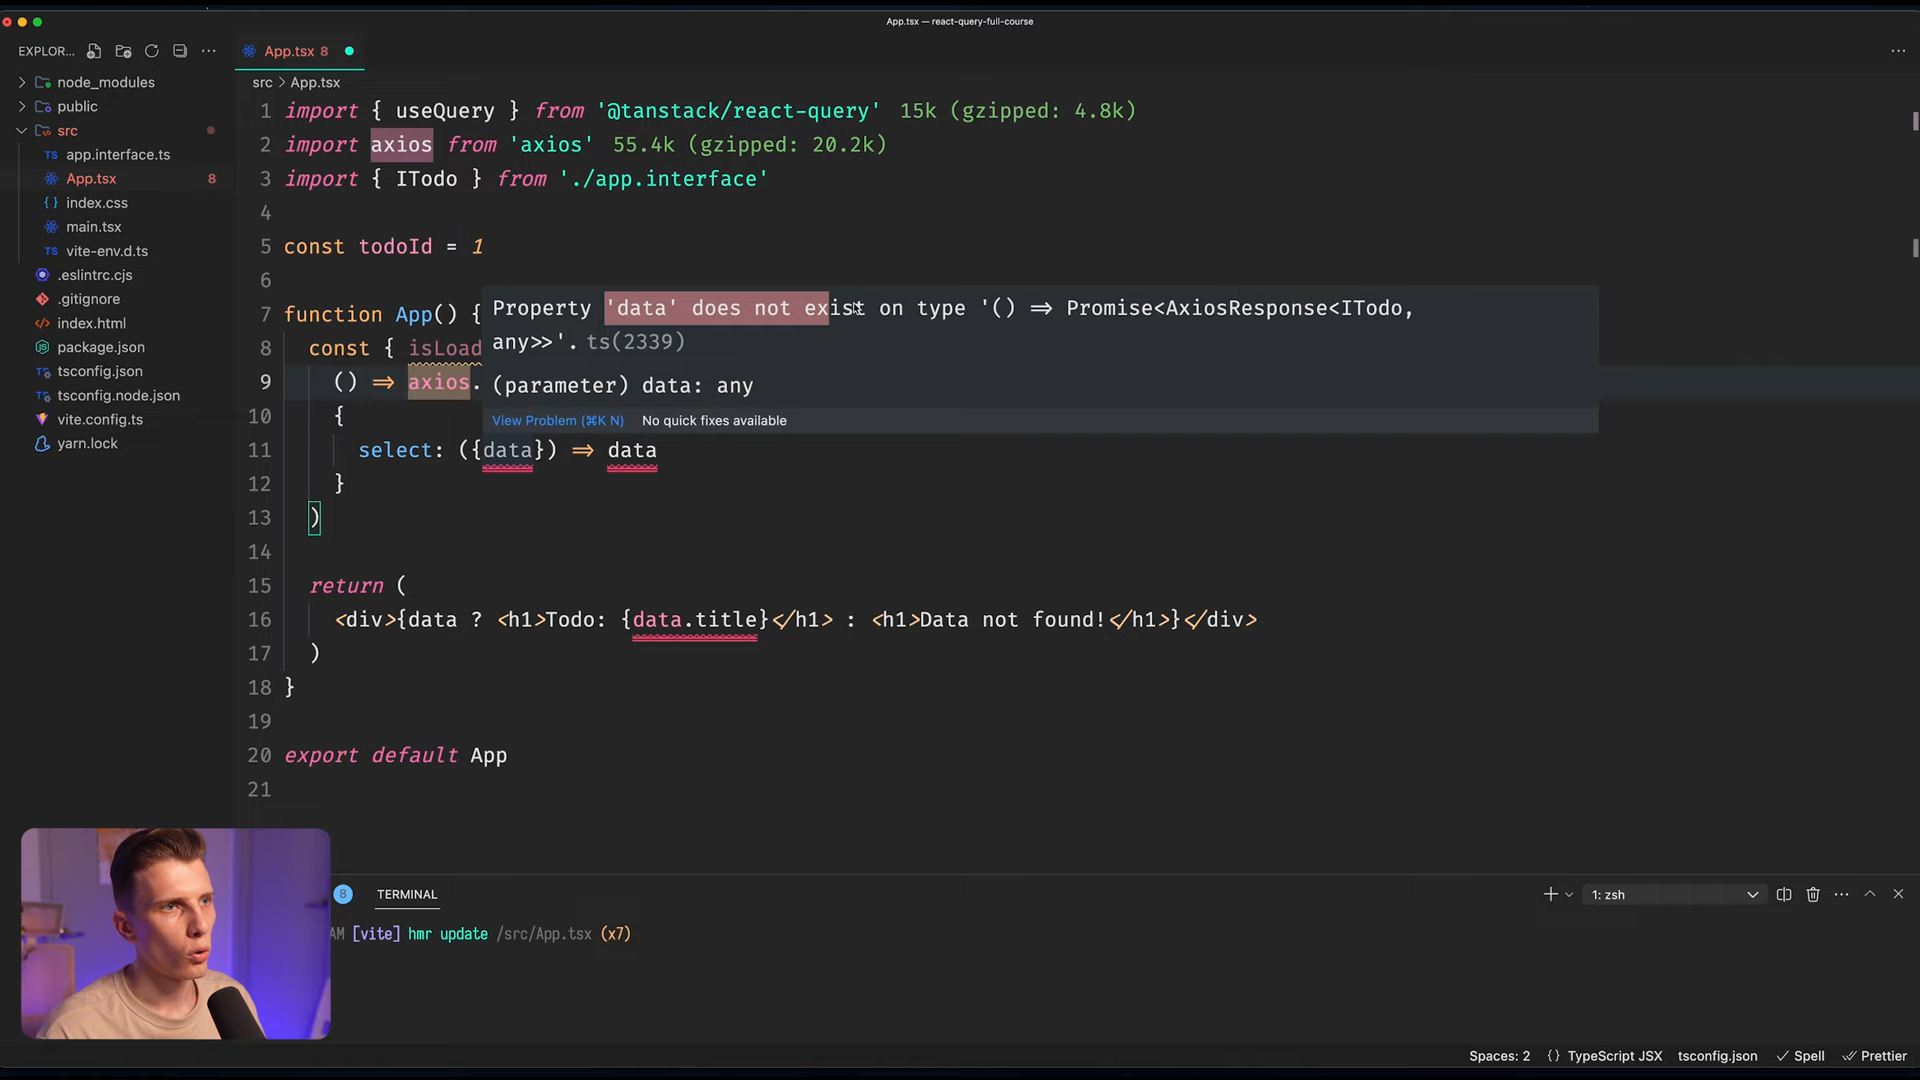 App.tsx — react-query-full-course
EXPLOR...
App.tsx 8
node_modules
public
src
app.interface.ts
App.tsx 8
index.css
main.tsx
vite-env.d.ts
.eslintrc.cjs
.gitignore
index.html
package.json
tsconfig.json
tsconfig.node.json
vite.config.ts
yarn.lock
src > App.tsx
1 import { useQuery } from '@tanstack/react-query' 15k (gzipped: 4.8k)
2 import axios from 'axios' 55.4k (gzipped: 20.2k)
3 import { ITodo } from './app.interface'
4
5 const todoId = 1
6
7 function App() {
8 const { isLoad
9 () => axios.
10 {
11 select: ({data}) => data
12 }
13 )
14
15 return (
16 <div>{data ? <h1>Todo: {data.title}</h1> : <h1>Data not found!</h1>}</div>
17 )
18 }
19
20 export default App
21
Property 'data' does not exist on type '() => Promise<AxiosResponse<ITodo,
any>>'. ts(2339)
(parameter) data: any
View Problem (⌘K N) No quick fixes available
8 TERMINAL
1: zsh
AM [vite] hmr update /src/App.tsx (x7)
Spaces: 2 {} TypeScript JSX tsconfig.json ✓ Spell Prettier